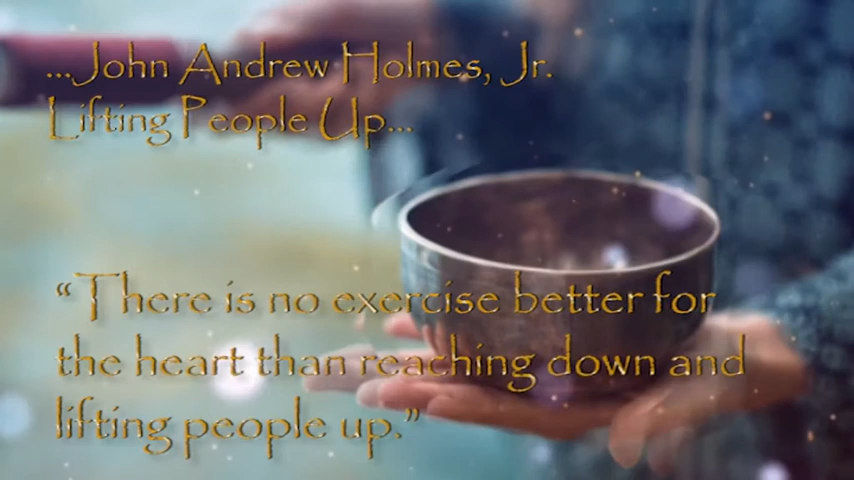 ...John Andrew Holmes, Jr.
Lifting People Up...
“There is no exercise better for
the heart than reaching down and
lifting people up.”